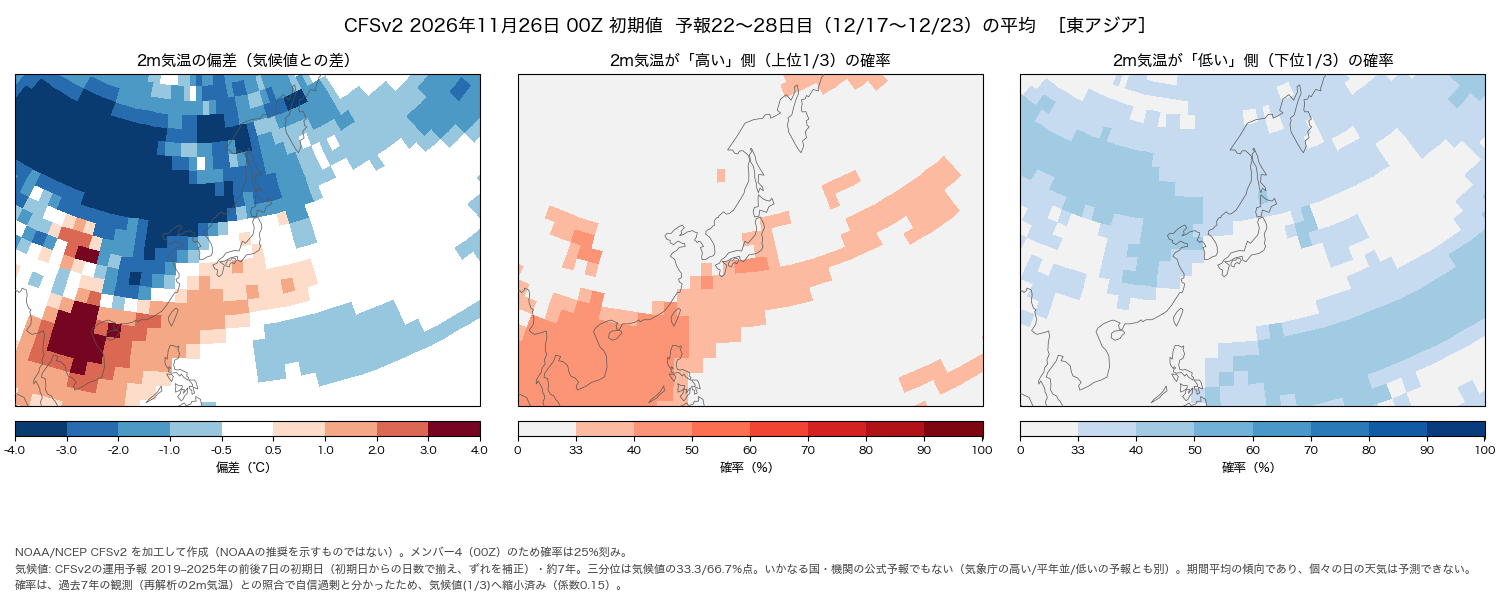 CFSv2 2026年11月26日 00Z 初期値 予報22～28日目（12/17～12/23）の平均 ［東アジア］
2m気温の偏差（気候値との差）
2m気温が「高い」側（上位1/3）の確率
2m気温が「低い」側（下位1/3）の確率
-4.0 -3.0 -2.0 -1.0 -0.5 0.5 1.0 2.0 3.0 4.0
偏差（℃）
0 33 40 50 60 70 80 90 100
確率（%）
0 33 40 50 60 70 80 90 100
確率（%）
NOAA/NCEP CFSv2 を加工して作成（NOAAの推奨を示すものではない）。メンバー4（00Z）のため確率は25%刻み。
気候値: CFSv2の運用予報 2019–2025年の前後7日の初期日（初期日からの日数で揃え、ずれを補正）・約7年。三分位は気候値の33.3/66.7%点。いかなる国・機関の公式予報でもない（気象庁の高い/平年並/低いの予報とも別）。期間平均の傾向であり、個々の日の天気は予測できない。
確率は、過去7年の観測（再解析の2m気温）との照合で自信過剰と分かったため、気候値(1/3)へ縮小済み（係数0.15）。